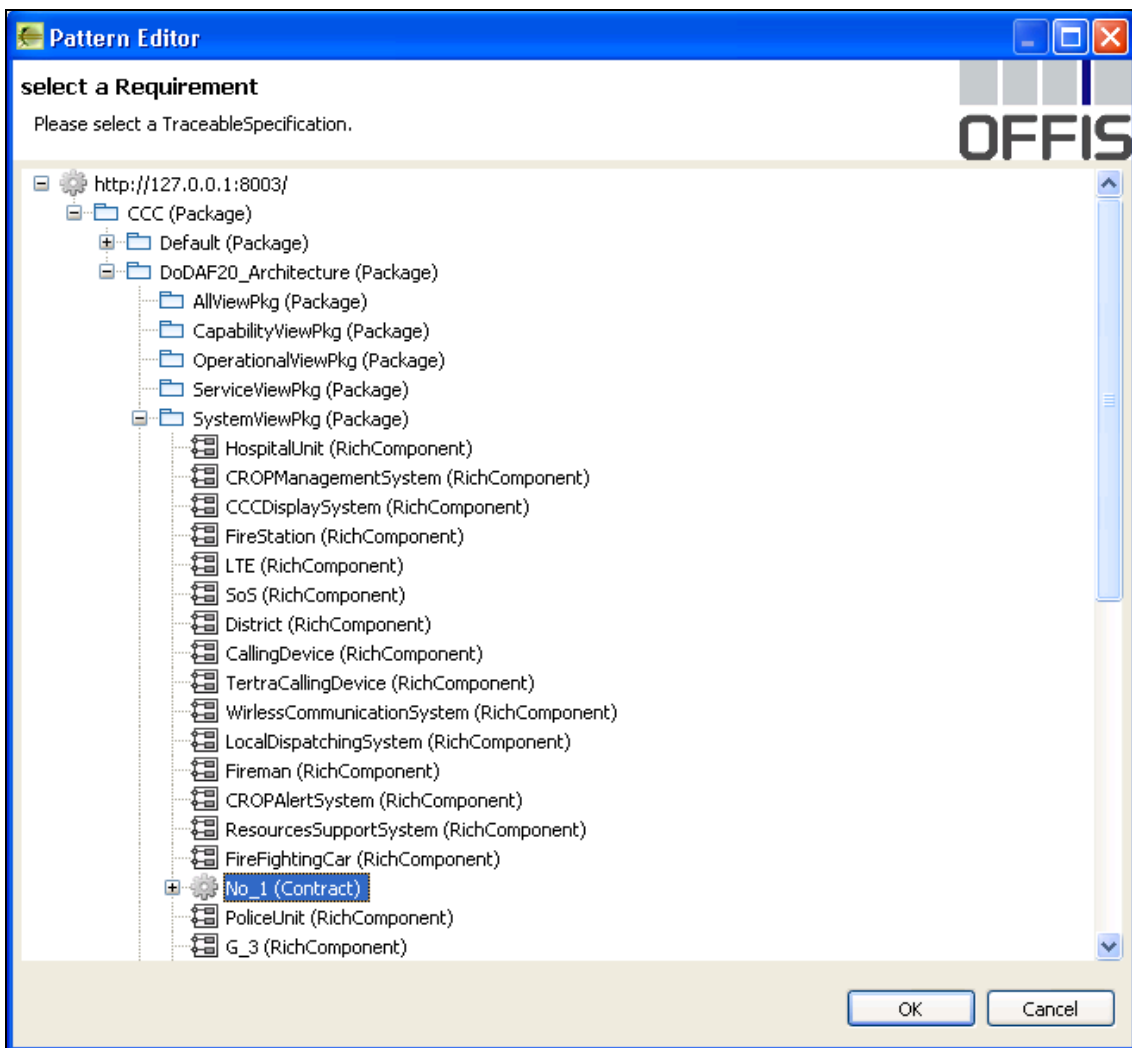 Pattern Editor
select a Requirement
Please select a TraceableSpecification.
OFFIS
http://127.0.0.1:8003/
CCC (Package)
Default (Package)
DoDAF20_Architecture (Package)
AllViewPkg (Package)
CapabilityViewPkg (Package)
OperationalViewPkg (Package)
ServiceViewPkg (Package)
SystemViewPkg (Package)
HospitalUnit (RichComponent)
CROPManagementSystem (RichComponent)
CCCDisplaySystem (RichComponent)
FireStation (RichComponent)
LTE (RichComponent)
SoS (RichComponent)
District (RichComponent)
CallingDevice (RichComponent)
TertraCallingDevice (RichComponent)
WirlessCommunicationSystem (RichComponent)
LocalDispatchingSystem (RichComponent)
Fireman (RichComponent)
CROPAlertSystem (RichComponent)
ResourcesSupportSystem (RichComponent)
FireFightingCar (RichComponent)
No_1 (Contract)
PoliceUnit (RichComponent)
G_3 (RichComponent)
OK Cancel